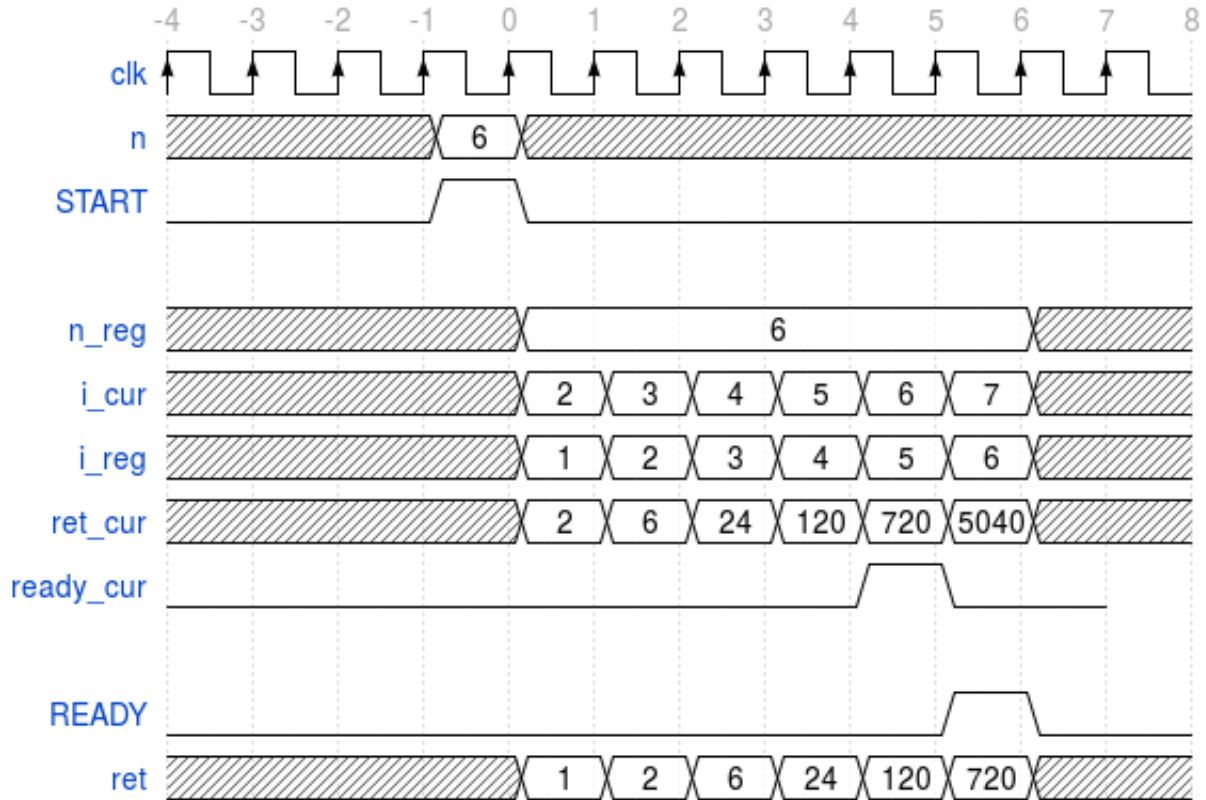 -4 -3 -2 -1 0 1 2 3 4 5 6 7 8
clk
n 6
START
n_reg 6
i_cur 2 3 4 5 6 7
i_reg 1 2 3 4 5 6
ret_cur 2 6 24 120 720 5040
ready_cur
READY
ret 1 2 6 24 120 720